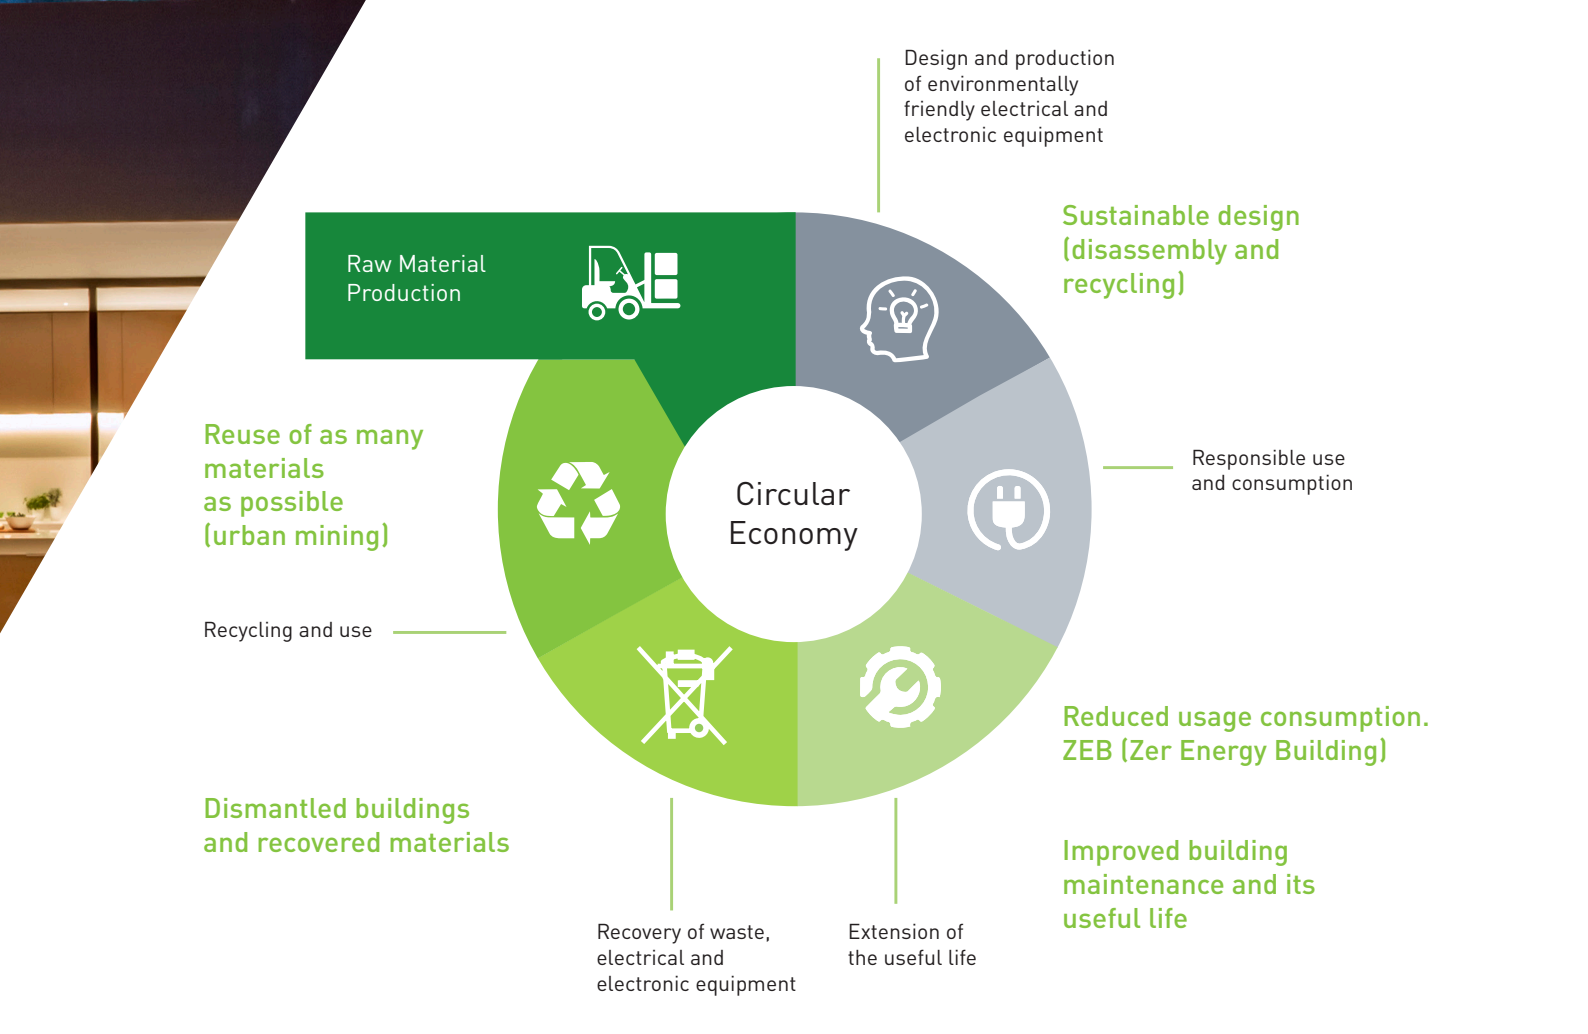 Design and production
of environmentally
friendly electrical and
electronic equipment
Sustainable design
(disassembly and
recycling)
Raw Material
Production
Reuse of as many
materials
as possible
(urban mining)
Circular
Economy
Responsible use
and consumption
Recycling and use
Reduced usage consumption.
ZEB (Zer Energy Building)
Dismantled buildings
and recovered materials
Improved building
maintenance and its
useful life
Recovery of waste,
electrical and
electronic equipment
Extension of
the useful life